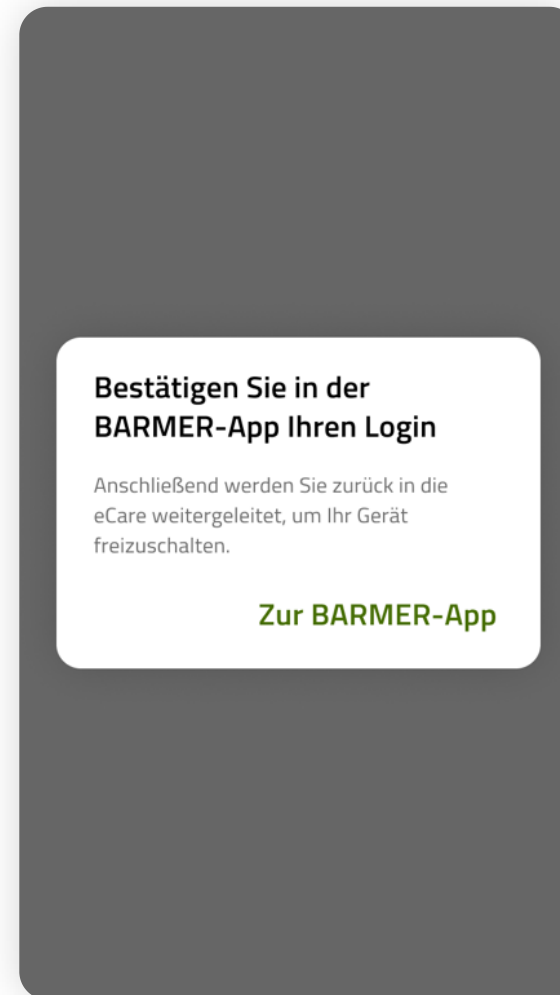 Bestätigen Sie in der
BARMER-App Ihren Login
Anschließend werden Sie zurück in die
eCare weitergeleitet, um Ihr Gerät
freizuschalten.
Zur BARMER-App